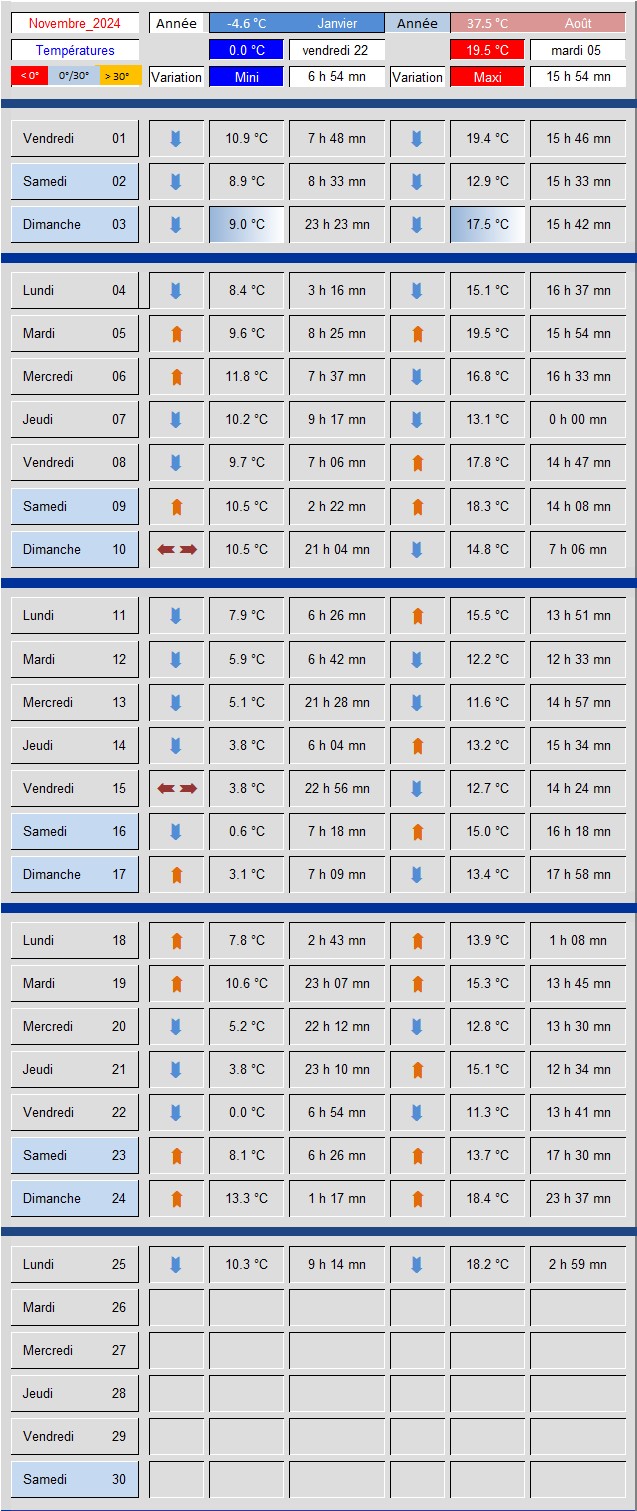 Novembre_2024 Année -4.6 °C Janvier Année 37.5 °C Août
Températures 0.0 °C vendredi 22 19.5 °C mardi 05
< 0° 0°/30° > 30° Variation Mini 6 h 54 mn Variation Maxi 15 h 54 mn
Vendredi 01 10.9 °C 7 h 48 mn 19.4 °C 15 h 46 mn
Samedi 02 8.9 °C 8 h 33 mn 12.9 °C 15 h 33 mn
Dimanche 03 9.0 °C 23 h 23 mn 17.5 °C 15 h 42 mn
Lundi 04 8.4 °C 3 h 16 mn 15.1 °C 16 h 37 mn
Mardi 05 9.6 °C 8 h 25 mn 19.5 °C 15 h 54 mn
Mercredi 06 11.8 °C 7 h 37 mn 16.8 °C 16 h 33 mn
Jeudi 07 10.2 °C 9 h 17 mn 13.1 °C 0 h 00 mn
Vendredi 08 9.7 °C 7 h 06 mn 17.8 °C 14 h 47 mn
Samedi 09 10.5 °C 2 h 22 mn 18.3 °C 14 h 08 mn
Dimanche 10 10.5 °C 21 h 04 mn 14.8 °C 7 h 06 mn
Lundi 11 7.9 °C 6 h 26 mn 15.5 °C 13 h 51 mn
Mardi 12 5.9 °C 6 h 42 mn 12.2 °C 12 h 33 mn
Mercredi 13 5.1 °C 21 h 28 mn 11.6 °C 14 h 57 mn
Jeudi 14 3.8 °C 6 h 04 mn 13.2 °C 15 h 34 mn
Vendredi 15 3.8 °C 22 h 56 mn 12.7 °C 14 h 24 mn
Samedi 16 0.6 °C 7 h 18 mn 15.0 °C 16 h 18 mn
Dimanche 17 3.1 °C 7 h 09 mn 13.4 °C 17 h 58 mn
Lundi 18 7.8 °C 2 h 43 mn 13.9 °C 1 h 08 mn
Mardi 19 10.6 °C 23 h 07 mn 15.3 °C 13 h 45 mn
Mercredi 20 5.2 °C 22 h 12 mn 12.8 °C 13 h 30 mn
Jeudi 21 3.8 °C 23 h 10 mn 15.1 °C 12 h 34 mn
Vendredi 22 0.0 °C 6 h 54 mn 11.3 °C 13 h 41 mn
Samedi 23 8.1 °C 6 h 26 mn 13.7 °C 17 h 30 mn
Dimanche 24 13.3 °C 1 h 17 mn 18.4 °C 23 h 37 mn
Lundi 25 10.3 °C 9 h 14 mn 18.2 °C 2 h 59 mn
Mardi 26
Mercredi 27
Jeudi 28
Vendredi 29
Samedi 30